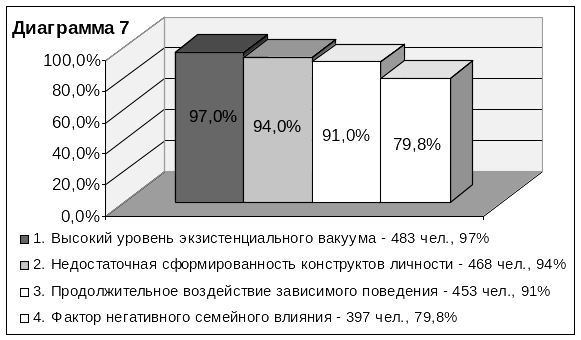 Диаграмма 7
100,0%
80,0%
60,0%
40,0%
20,0%
0,0%
97,0%
94,0%
91,0%
79,8%
1. Высокий уровень экзистенциального вакуума - 483 чел., 97%
2. Недостаточная сформированность конструктов личности - 468 чел., 94%
3. Продолжительное воздействие зависимого поведения - 453 чел., 91%
4. Фактор негативного семейного влияния - 397 чел., 79,8%